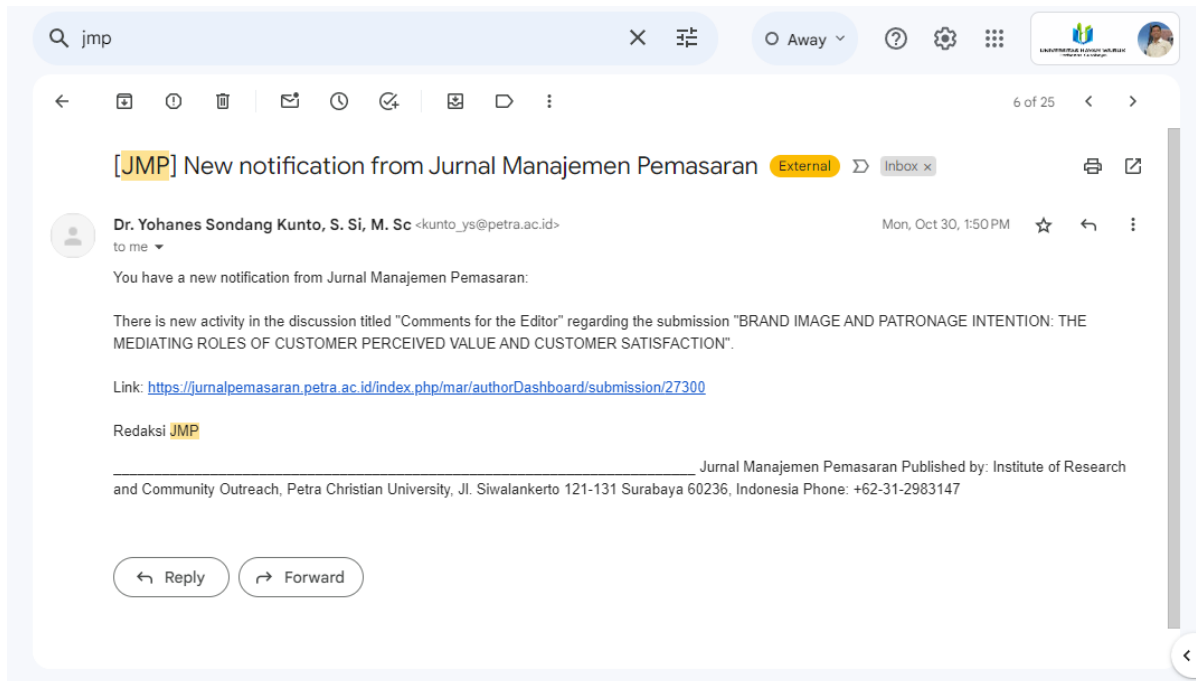 jmp
Away
6 of 25
[JMP] New notification from Jurnal Manajemen Pemasaran External Inbox x
Dr. Yohanes Sondang Kunto, S. Si, M. Sc <kunto_ys@petra.ac.id> Mon, Oct 30, 1:50 PM
to me
You have a new notification from Jurnal Manajemen Pemasaran:
There is new activity in the discussion titled "Comments for the Editor" regarding the submission "BRAND IMAGE AND PATRONAGE INTENTION: THE
MEDIATING ROLES OF CUSTOMER PERCEIVED VALUE AND CUSTOMER SATISFACTION".
Link: https://jurnalpemasaran.petra.ac.id/index.php/mar/authorDashboard/submission/27300
Redaksi JMP
________________________________________________________________________ Jurnal Manajemen Pemasaran Published by: Institute of Research
and Community Outreach, Petra Christian University, Jl. Siwalankerto 121-131 Surabaya 60236, Indonesia Phone: +62-31-2983147
Reply
Forward